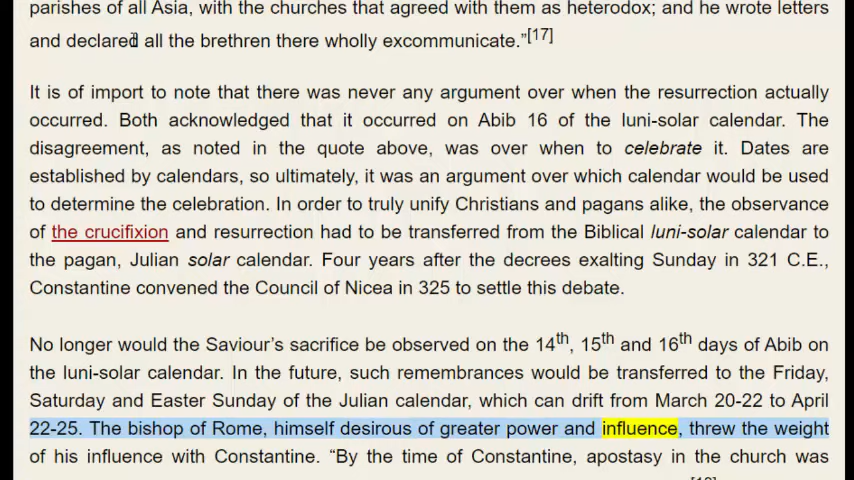 parishes of all Asia, with the churches that agreed with them as heterodox; and he wrote letters
and declared all the brethren there wholly excommunicate.”[17]
It is of import to note that there was never any argument over when the resurrection actually
occurred. Both acknowledged that it occurred on Abib 16 of the luni-solar calendar. The
disagreement, as noted in the quote above, was over when to celebrate it. Dates are
established by calendars, so ultimately, it was an argument over which calendar would be used
to determine the celebration. In order to truly unify Christians and pagans alike, the observance
of the crucifixion and resurrection had to be transferred from the Biblical luni-solar calendar to
the pagan, Julian solar calendar. Four years after the decrees exalting Sunday in 321 C.E.,
Constantine convened the Council of Nicea in 325 to settle this debate.
No longer would the Saviour’s sacrifice be observed on the 14th, 15th and 16th days of Abib on
the luni-solar calendar. In the future, such remembrances would be transferred to the Friday,
Saturday and Easter Sunday of the Julian calendar, which can drift from March 20-22 to April
22-25. The bishop of Rome, himself desirous of greater power and influence, threw the weight
of his influence with Constantine. “By the time of Constantine, apostasy in the church was